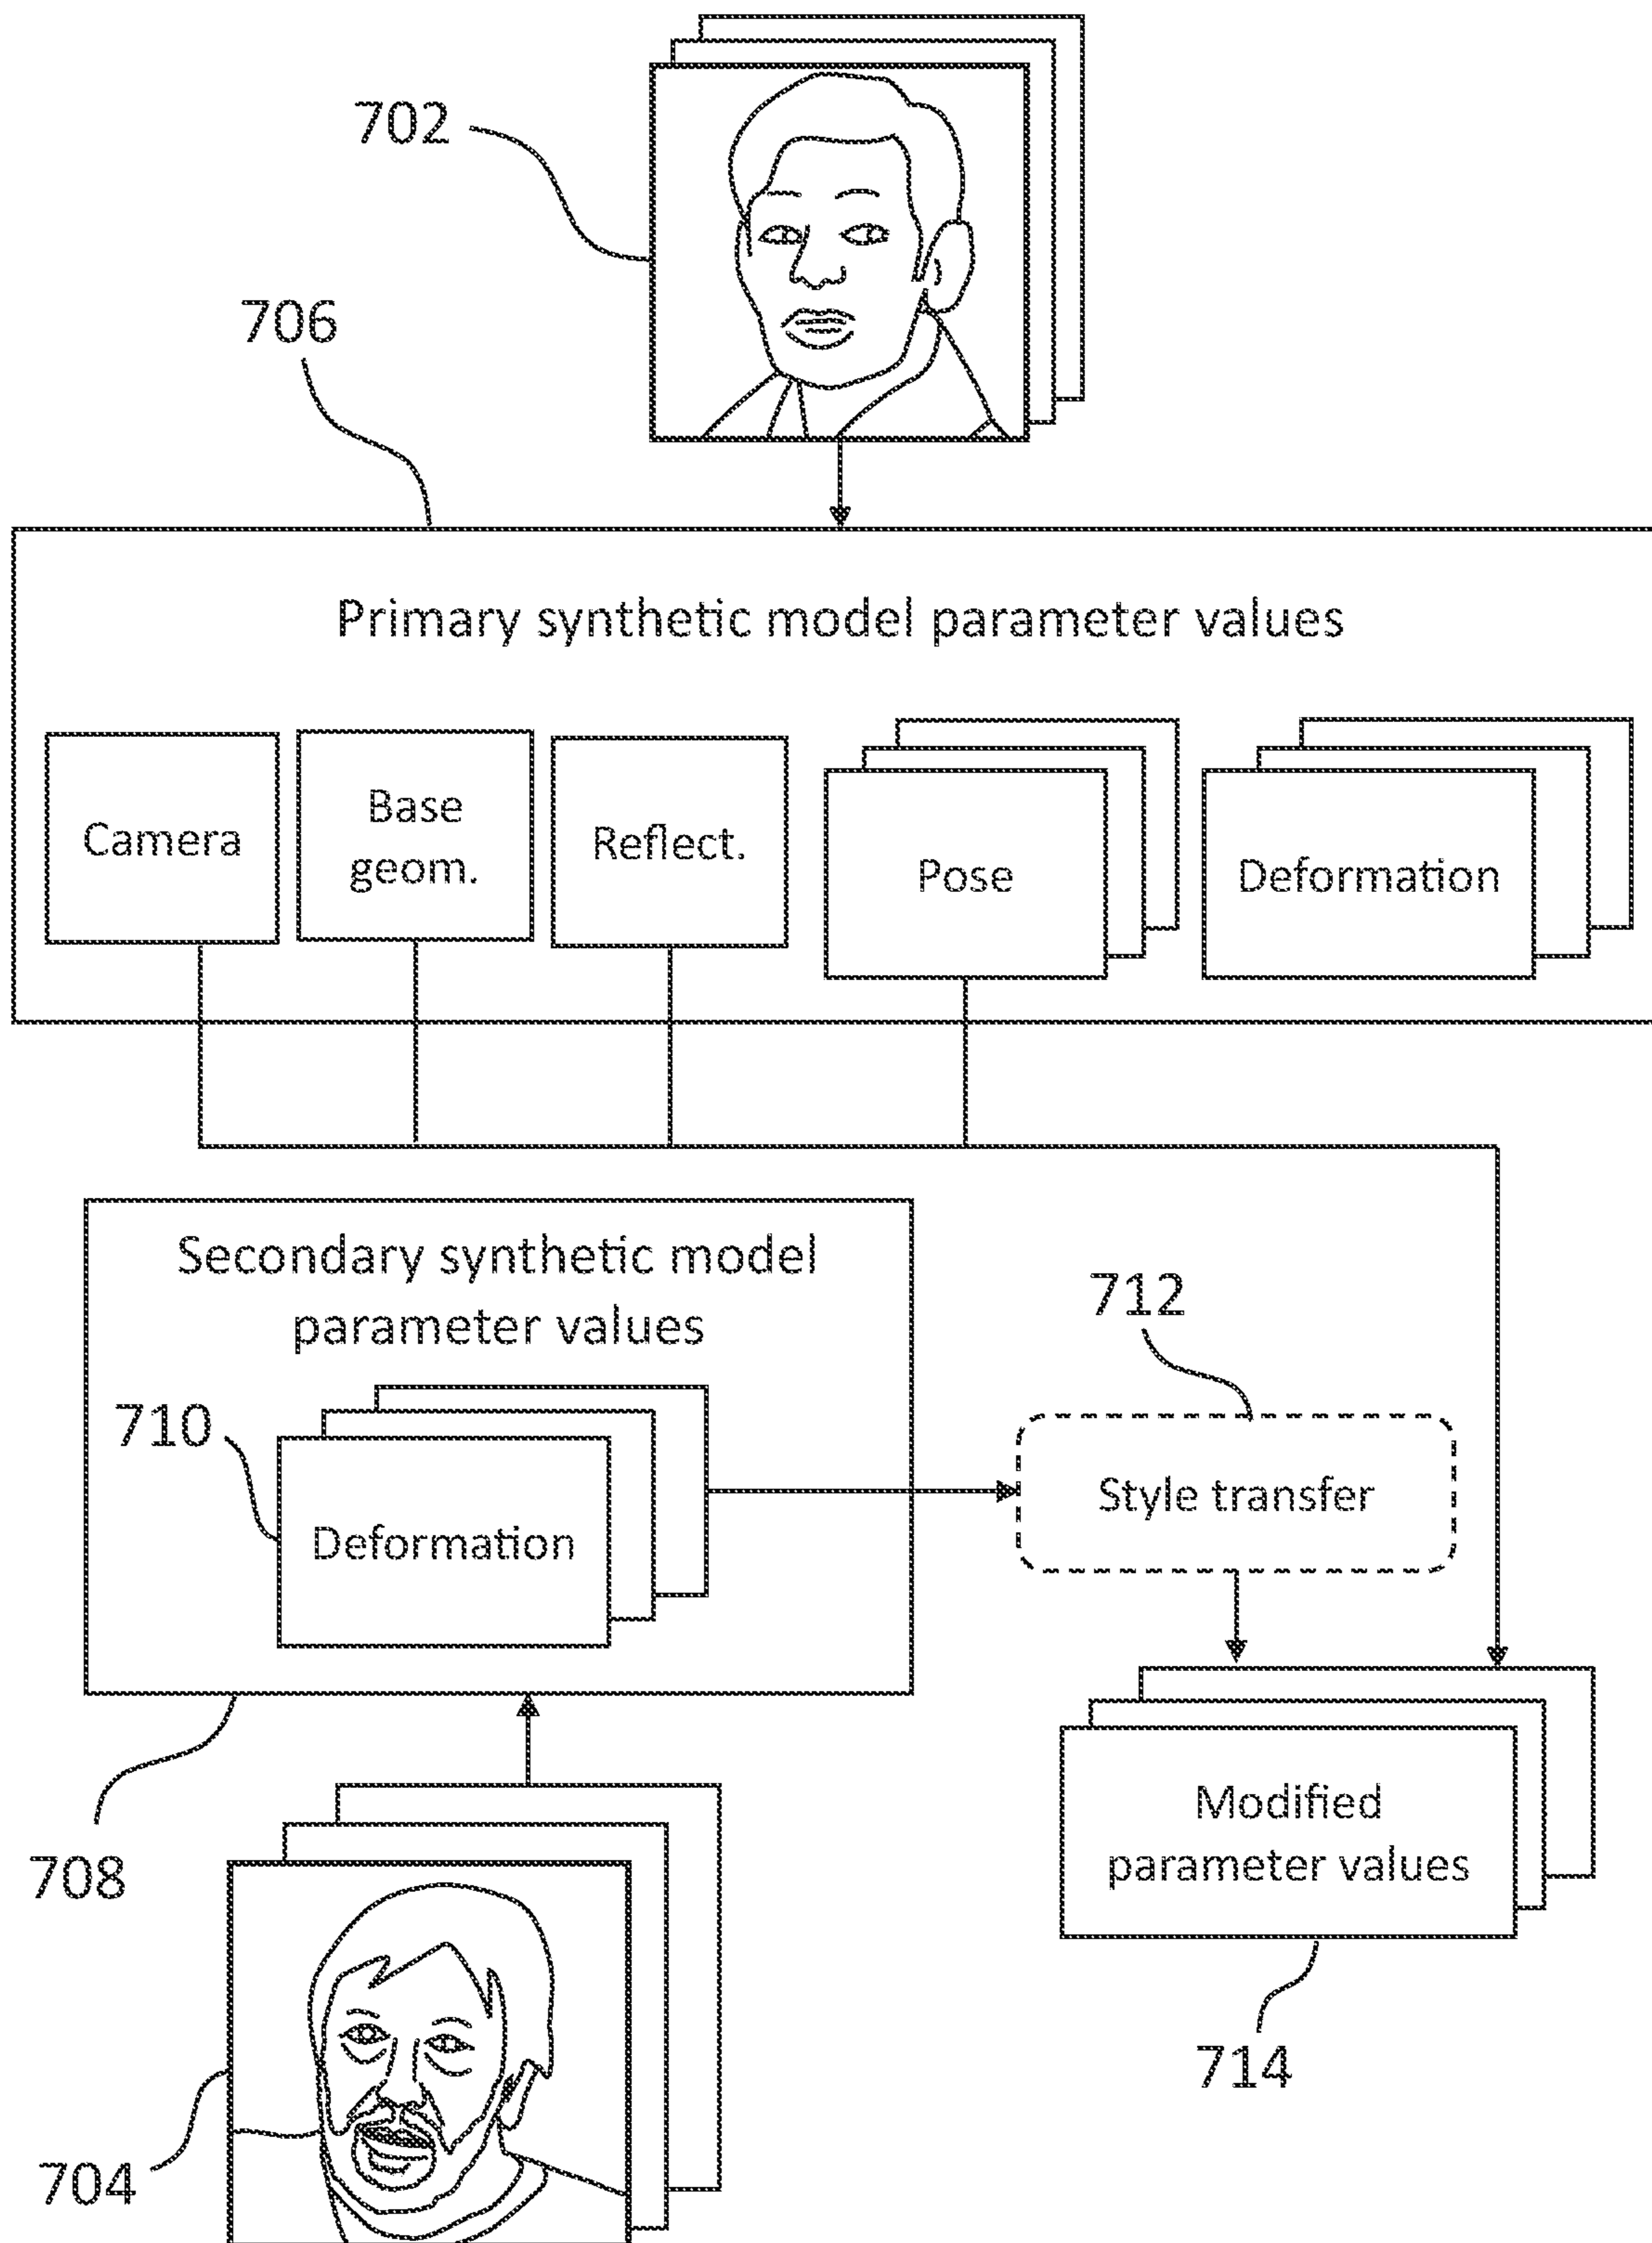 702
706
Primary synthetic model parameter values
Camera
Base
geom.
Reflect.
Pose
Deformation
Secondary synthetic model
parameter values
712
710
Style transfer
Deformation
Modified
parameter values
708
714
704